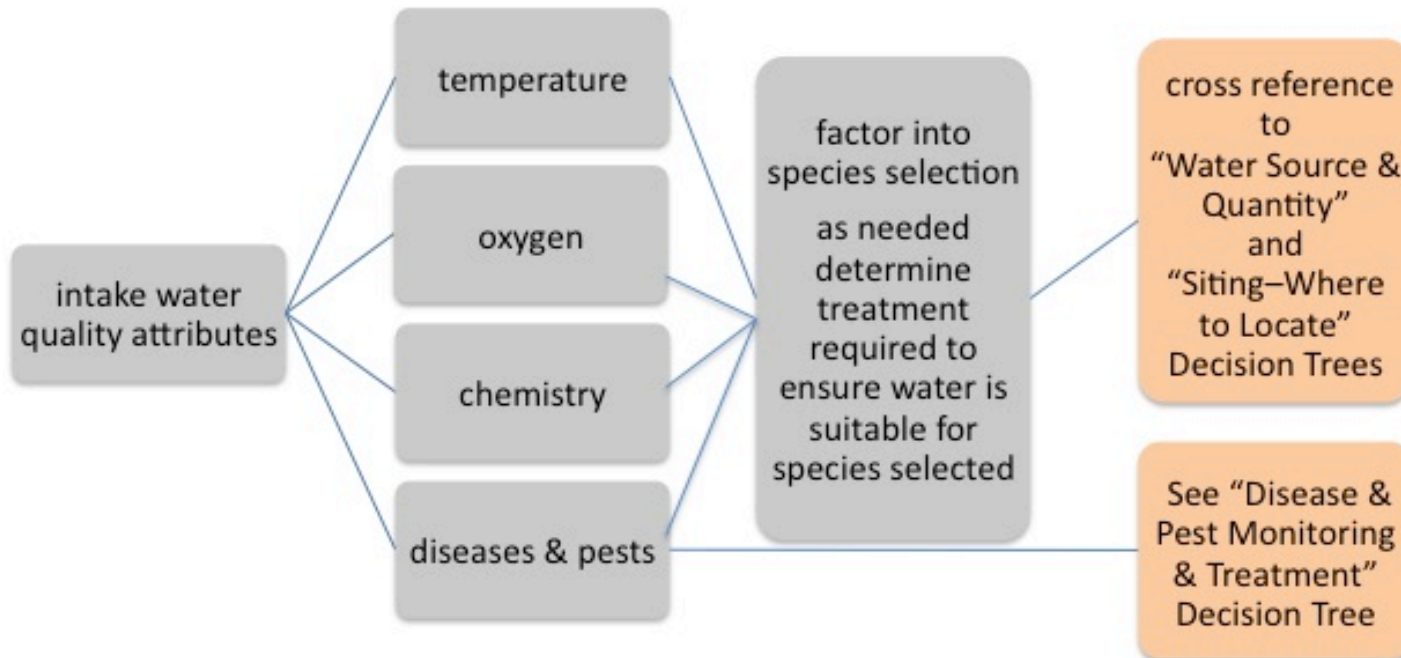 intake water
quality attributes
temperature
oxygen
chemistry
diseases & pests
factor into
species selection
as needed
determine
treatment
required to
ensure water is
suitable for
species selected
cross reference
to
“Water Source &
Quantity”
and
“Siting–Where
to Locate”
Decision Trees
See “Disease &
Pest Monitoring
& Treatment”
Decision Tree